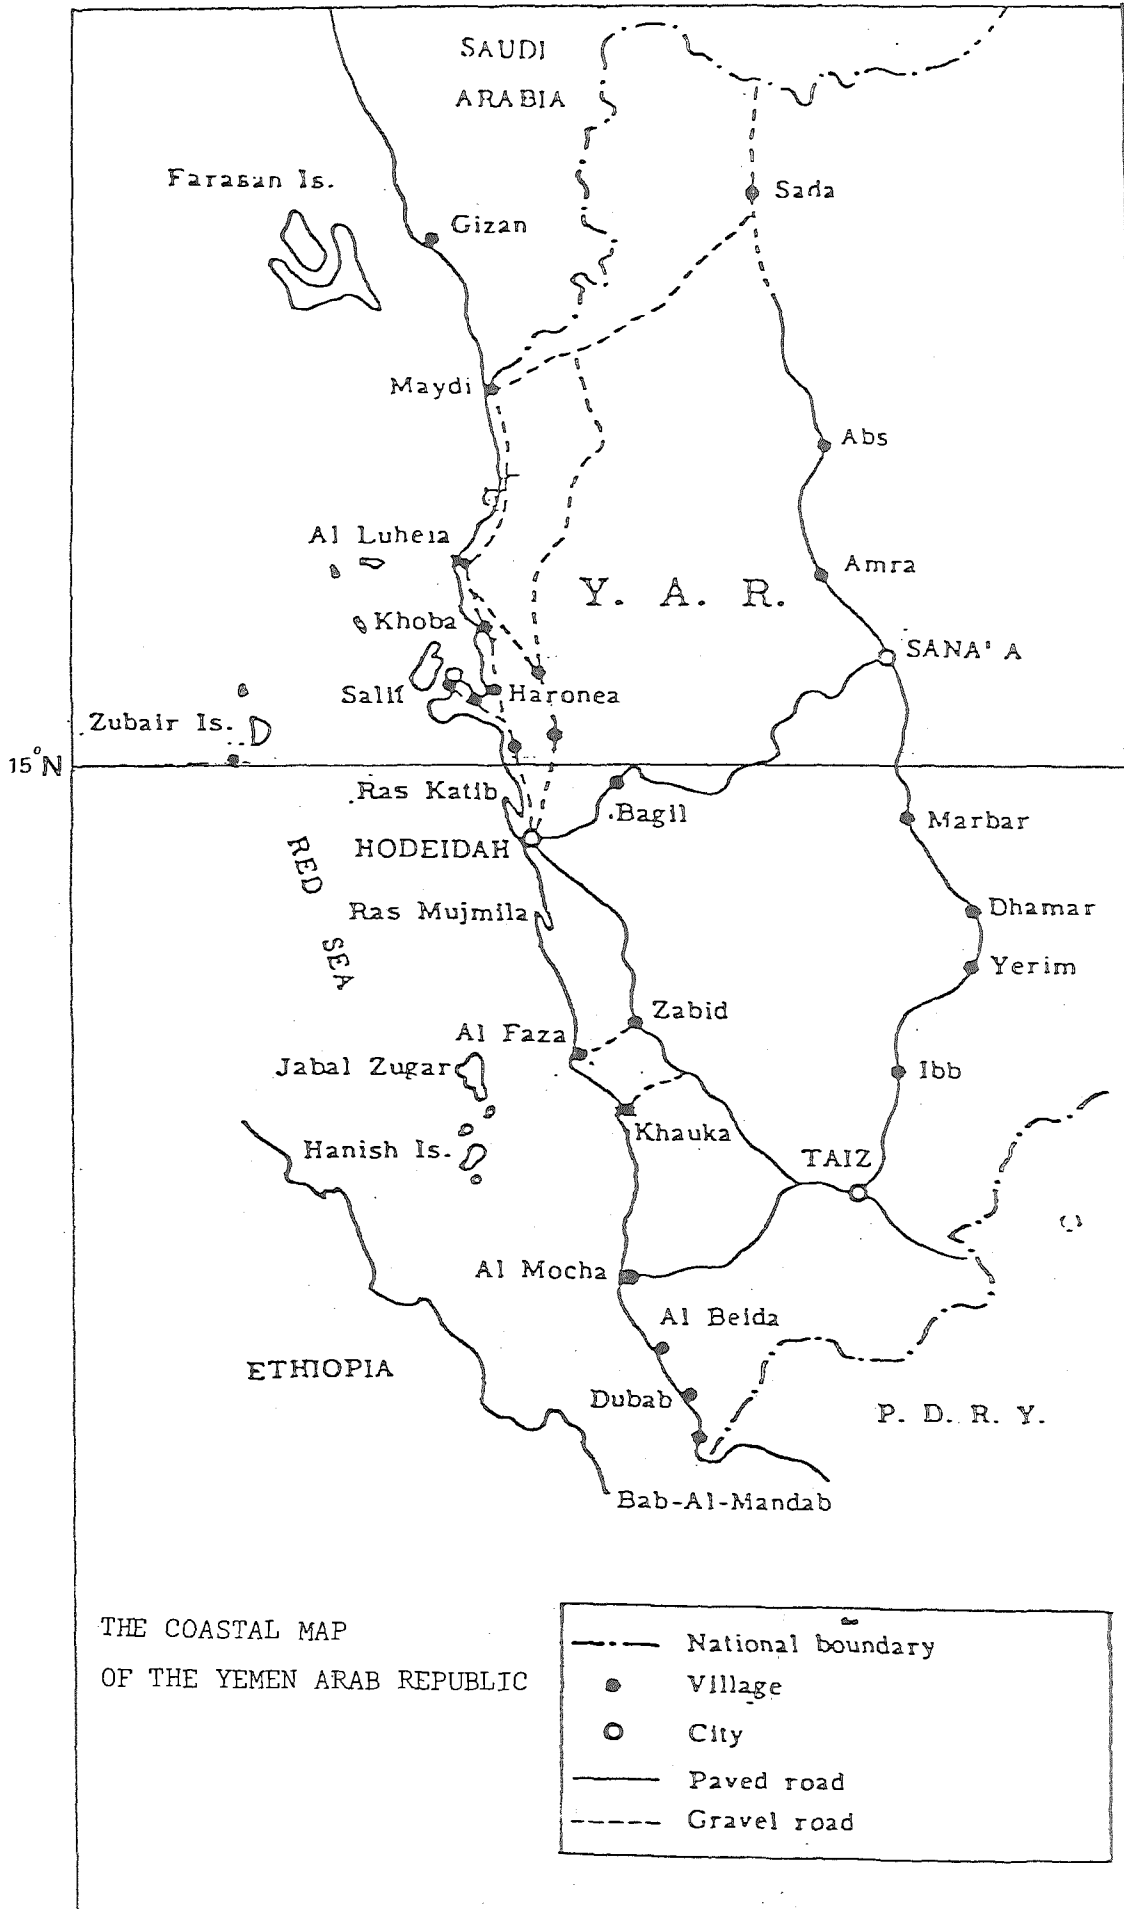 SAUDI
ARABIA
Farasan Is.
Sada
Gizan
Maydi
Abs
Al Luheia
Amra
Y. A. R.
Khoba
SANA'A
Salif
Haronea
Zubair Is.
15°N
Ras Katib
Bagil
Marbar
HODEIDAH
RED SEA
Ras Mujmila
Dhamar
Yerim
Zabid
Al Faza
Jabal Zugar
Ibb
Khauka
Hanish Is.
TAIZ
Al Mocha
Al Beida
ETHIOPIA
Dubab
P. D. R. Y.
Bab-Al-Mandab
THE COASTAL MAP
OF THE YEMEN ARAB REPUBLIC
National boundary
Village
City
Paved road
Gravel road